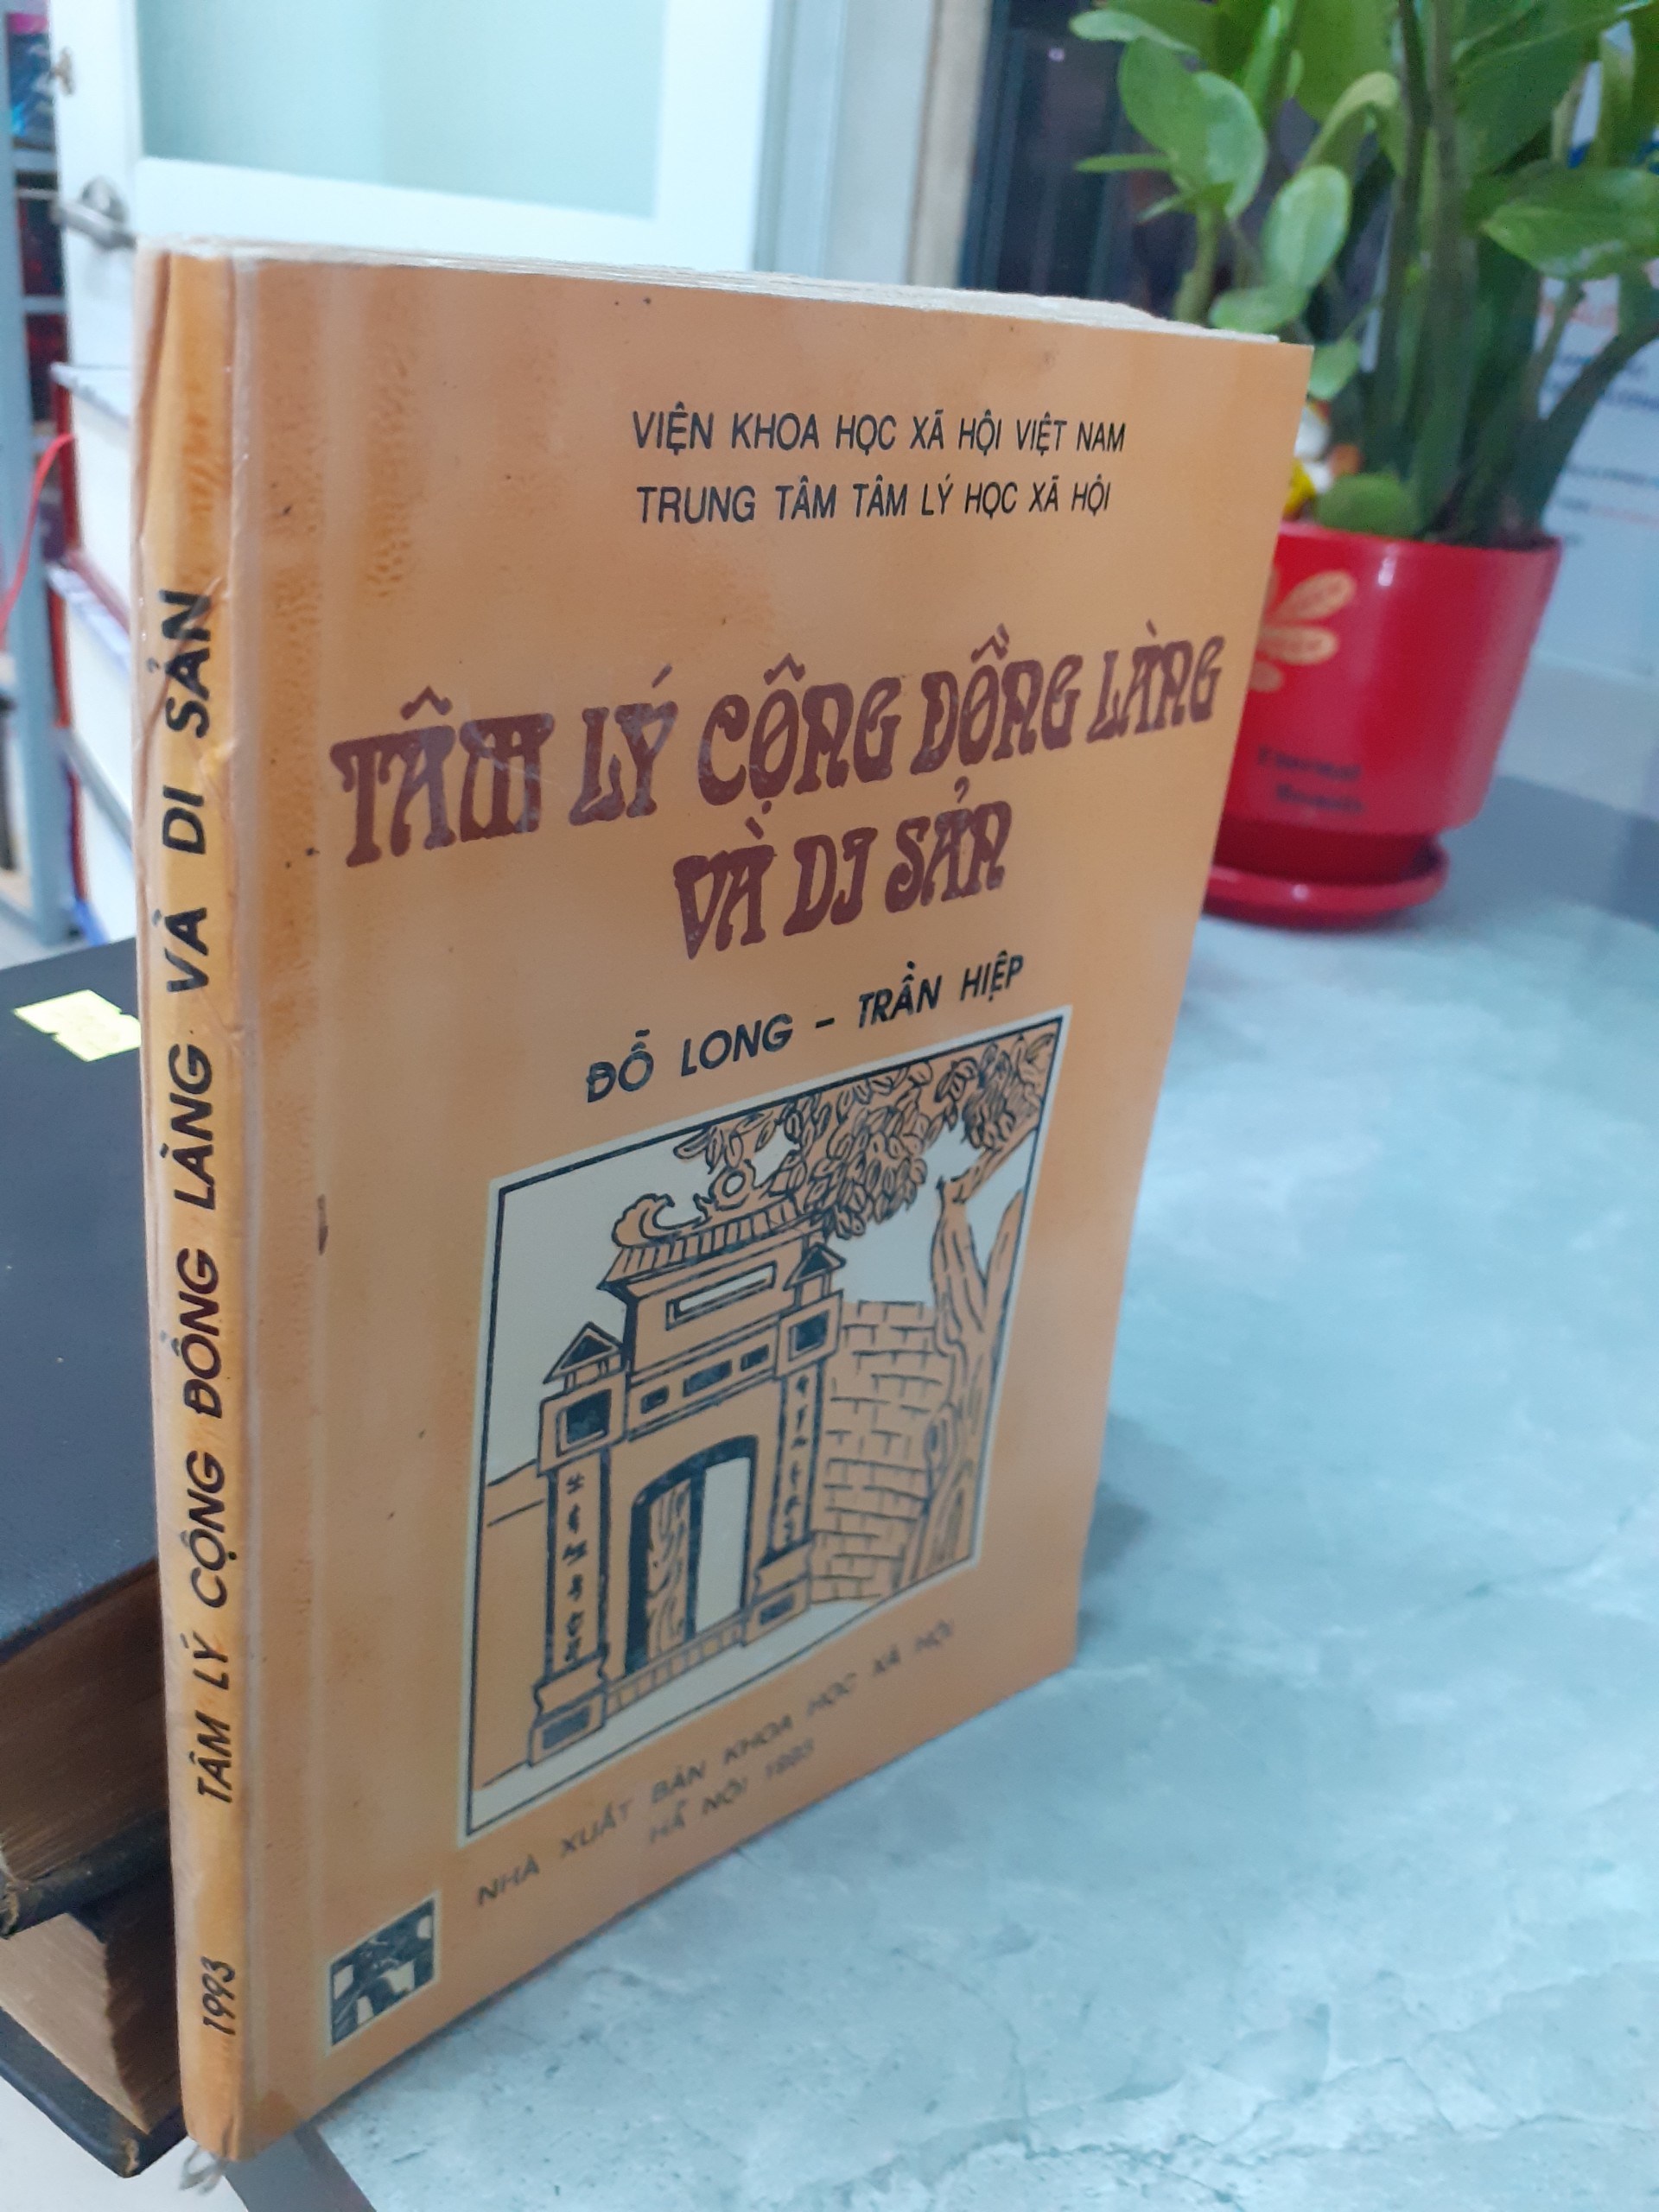 VIỆN KHOA HỌC XÃ HỘI VIỆT NAM
TRUNG TÂM TÂM LÝ HỌC XÃ HỘI
TÂM LÝ CỘNG ĐỒNG LÀNG
VÀ DI SẢN
ĐỖ LONG – TRẦN HIỆP
NHÀ XUẤT BẢN KHOA HỌC XÃ HỘI
HÀ NỘI 1993
1993 TÂM LÝ CỘNG ĐỒNG LÀNG VÀ DI SẢN